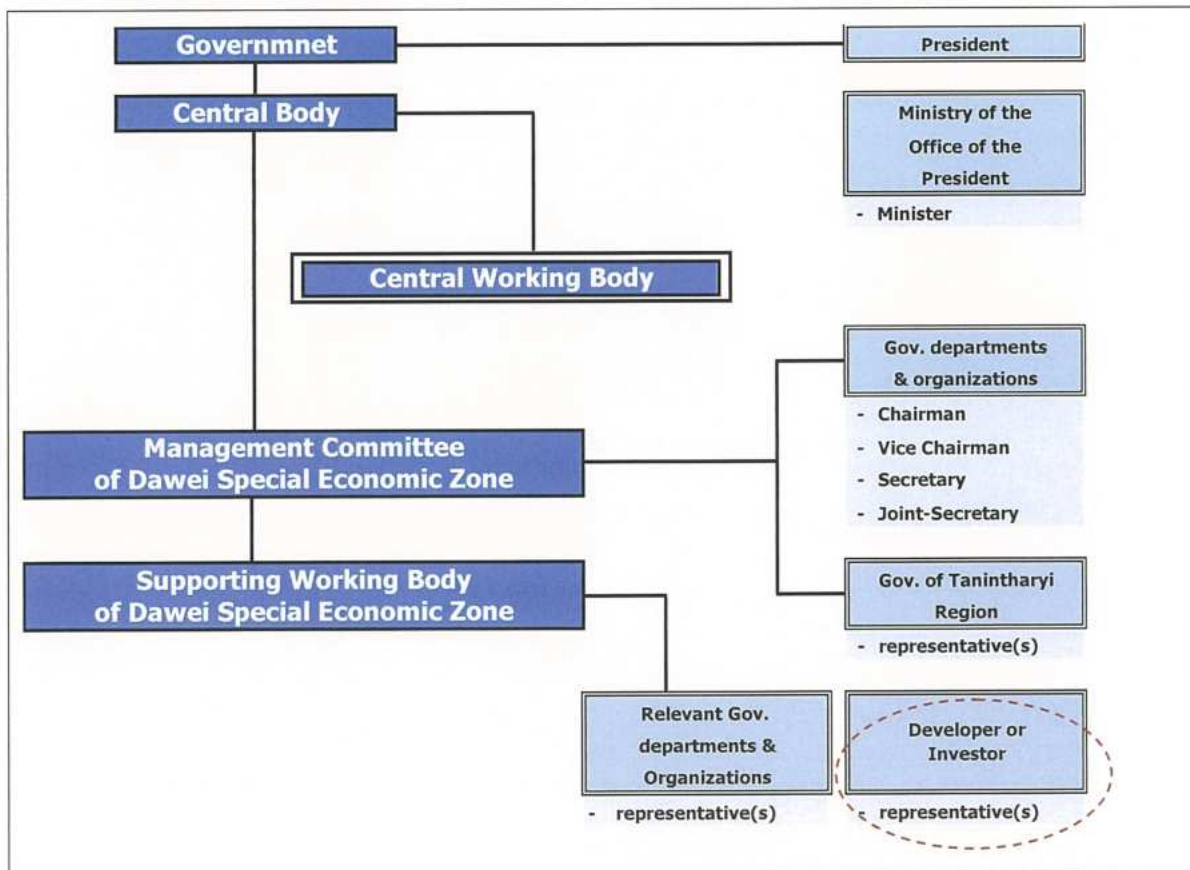 Governmnet
President
Central Body
Ministry of the
Office of the
President
- Minister
Central Working Body
Gov. departments
& organizations
- Chairman
- Vice Chairman
- Secretary
- Joint-Secretary
Management Committee
of Dawei Special Economic Zone
Supporting Working Body
of Dawei Special Economic Zone
Gov. of Tanintharyi
Region
- representative(s)
Relevant Gov.
departments &
Organizations
- representative(s)
Developer or
Investor
- representative(s)